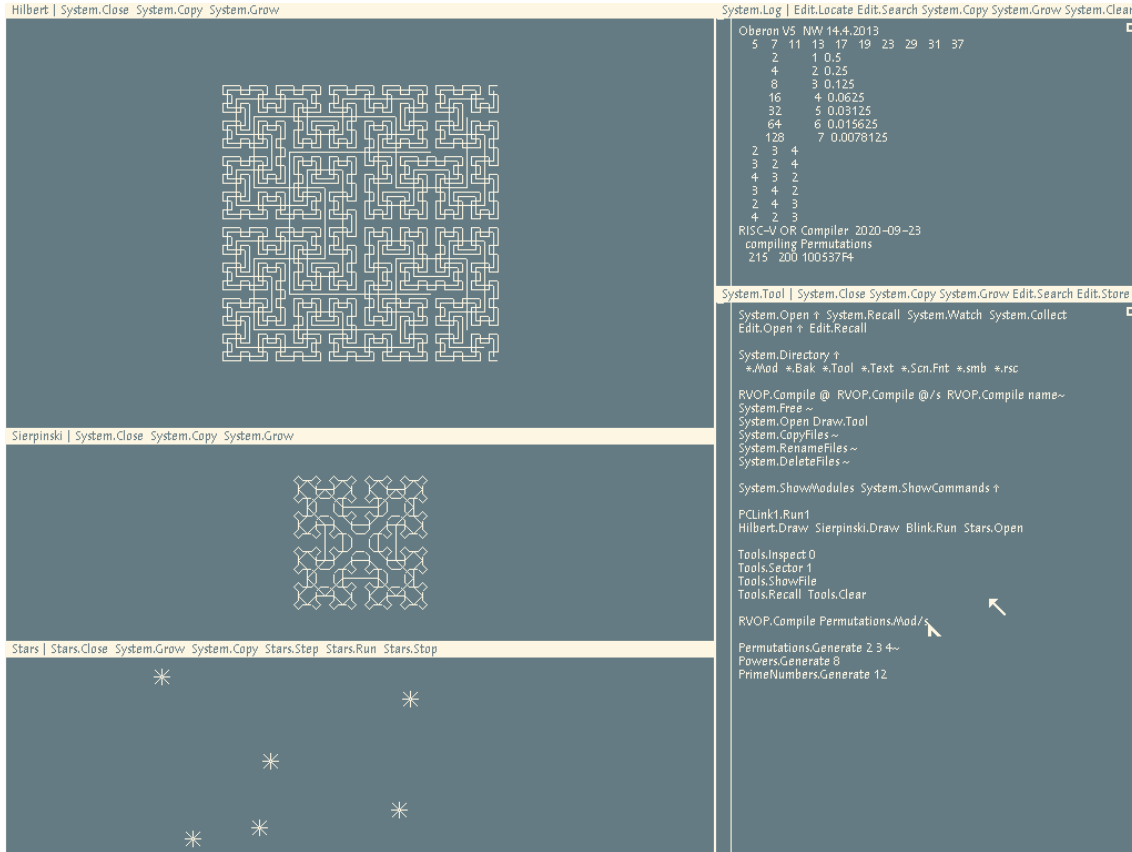 Hilbert | System.Close System.Copy System.Grow
Sierpinski | System.Close System.Copy System.Grow
Stars | Stars.Close System.Grow System.Copy Stars.Step Stars.Run Stars.Stop
System.Log | Edit.Locate Edit.Search System.Copy System.Grow System.Clear
Oberon V5 NW 14.4.2013
5 7 11 13 17 19 23 29 31 37
2 1 0.5
4 2 0.25
8 3 0.125
16 4 0.0625
32 5 0.03125
64 6 0.015625
128 7 0.0078125
2 3 4
3 2 4
4 3 2
3 4 2
2 4 3
4 2 3
RISC-V OR Compiler 2020-09-23
compiling Permutations
215 200 100537F4
System.Tool | System.Close System.Copy System.Grow Edit.Search Edit.Store
System.Open ↑ System.Recall System.Watch System.Collect
Edit.Open ↑ Edit.Recall
System.Directory ↑
*.Mod *.Bak *.Tool *.Text *.Scn.Fnt *.smb *.rsc
RVOP.Compile @ RVOP.Compile @/s RVOP.Compile name~
System.Free ~
System.Open Draw.Tool
System.CopyFiles ~
System.RenameFiles ~
System.DeleteFiles ~
System.ShowModules System.ShowCommands ↑
PCLink1.Run1
Hilbert.Draw Sierpinski.Draw Blink.Run Stars.Open
Tools.Inspect 0
Tools.Sector 1
Tools.ShowFile
Tools.Recall Tools.Clear
RVOP.Compile Permutations.Mod/s
Permutations.Generate 2 3 4~
Powers.Generate 8
PrimeNumbers.Generate 12